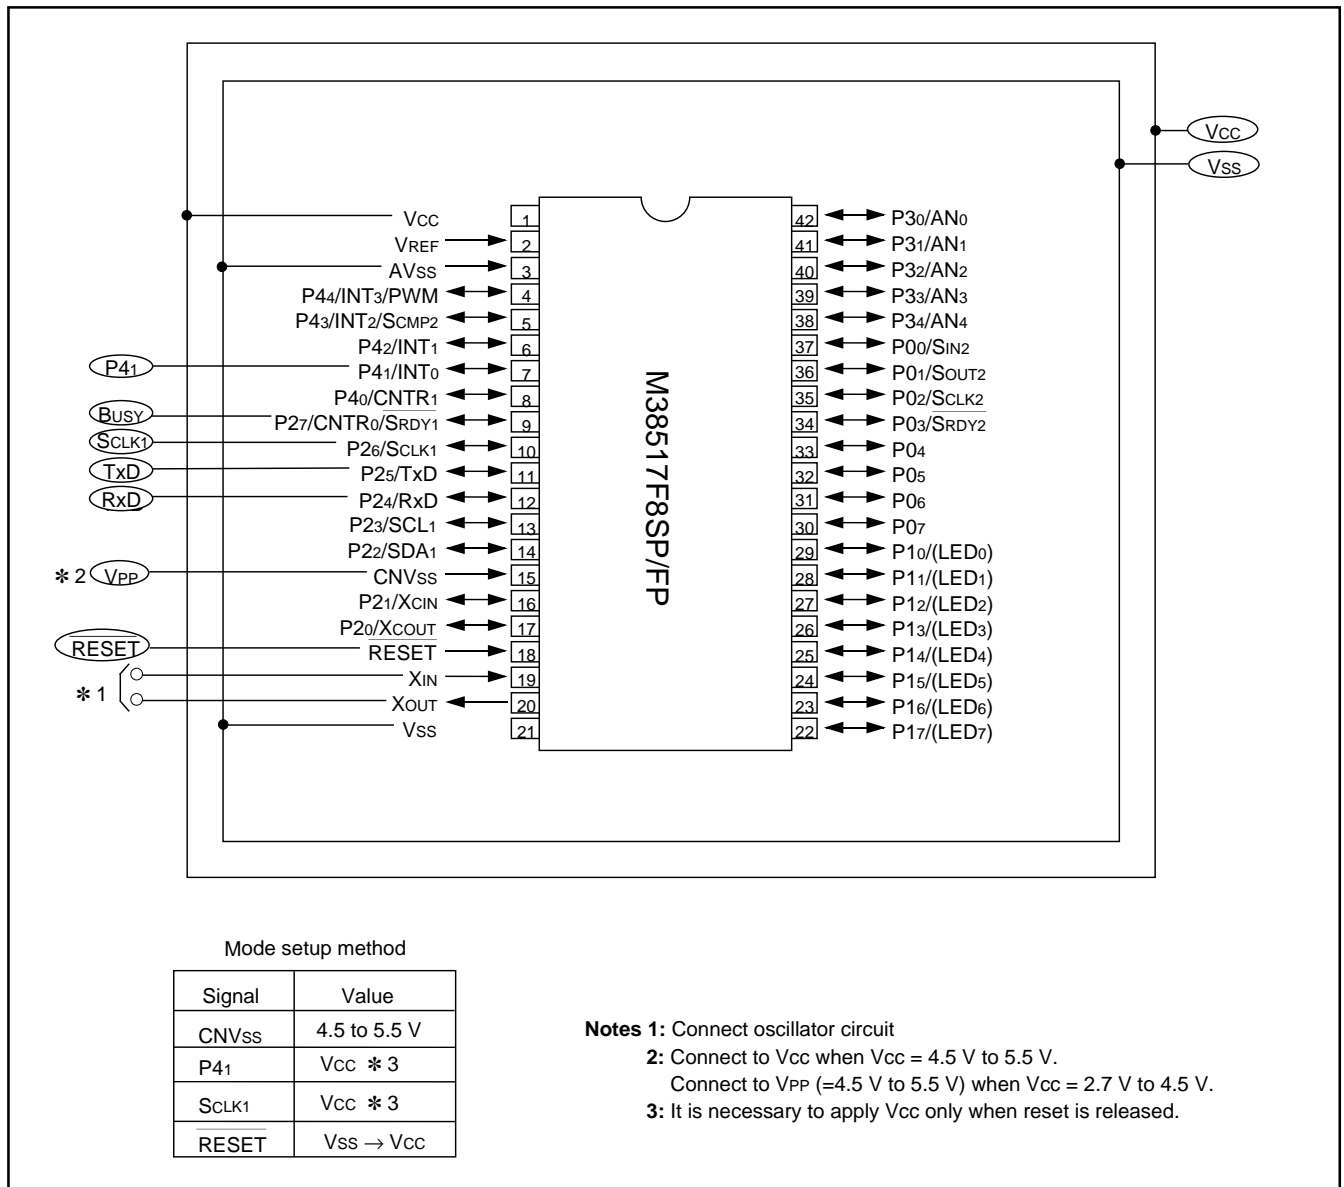 Vcc
Vss
Vcc 1
VREF 2
AVss 3
P44/INT3/PWM 4
P43/INT2/SCMP2 5
P42/INT1 6
P41 P41/INT0 7
P40/CNTR1 8
BUSY P27/CNTR0/SRDY1 9
SCLK1 P26/SCLK1 10
TxD P25/TxD 11
RxD P24/RxD 12
P23/SCL1 13
P22/SDA1 14
✽2 VPP CNVss 15
P21/XCIN 16
P20/XCOUT 17
RESET RESET 18
✽1 XIN 19
XOUT 20
Vss 21
M38517F8SP/FP
42 P30/AN0
41 P31/AN1
40 P32/AN2
39 P33/AN3
38 P34/AN4
37 P00/SIN2
36 P01/SOUT2
35 P02/SCLK2
34 P03/SRDY2
33 P04
32 P05
31 P06
30 P07
29 P10/(LED0)
28 P11/(LED1)
27 P12/(LED2)
26 P13/(LED3)
25 P14/(LED4)
24 P15/(LED5)
23 P16/(LED6)
22 P17/(LED7)
Mode setup method
Signal Value
CNVss 4.5 to 5.5 V
P41 Vcc ✽3
SCLK1 Vcc ✽3
RESET Vss → Vcc
Notes 1: Connect oscillator circuit
2: Connect to Vcc when Vcc = 4.5 V to 5.5 V.
Connect to VPP (=4.5 V to 5.5 V) when Vcc = 2.7 V to 4.5 V.
3: It is necessary to apply Vcc only when reset is released.